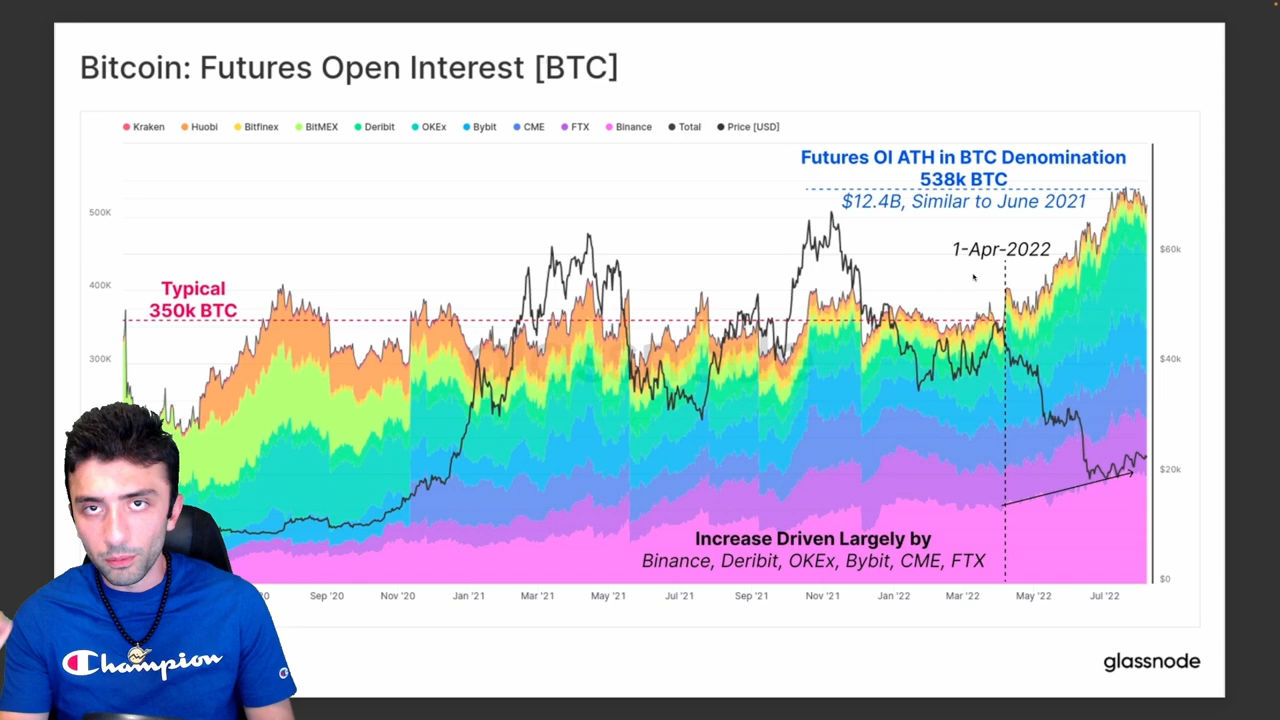 Bitcoin: Futures Open Interest [BTC]
Kraken Huobi Bitfinex BitMEX Deribit OKEx Bybit CME FTX Binance Total Price [USD]
Futures OI ATH in BTC Denomination
538k BTC
$12.4B, Similar to June 2021
1-Apr-2022
Typical
350k BTC
500K
400K
300K
$60k
$40k
$20k
$0
Increase Driven Largely by
Binance, Deribit, OKEx, Bybit, CME, FTX
20 Sep '20 Nov '20 Jan '21 Mar '21 May '21 Jul '21 Sep '21 Nov '21 Jan '22 Mar '22 May '22 Jul '22
glassnode
Champion